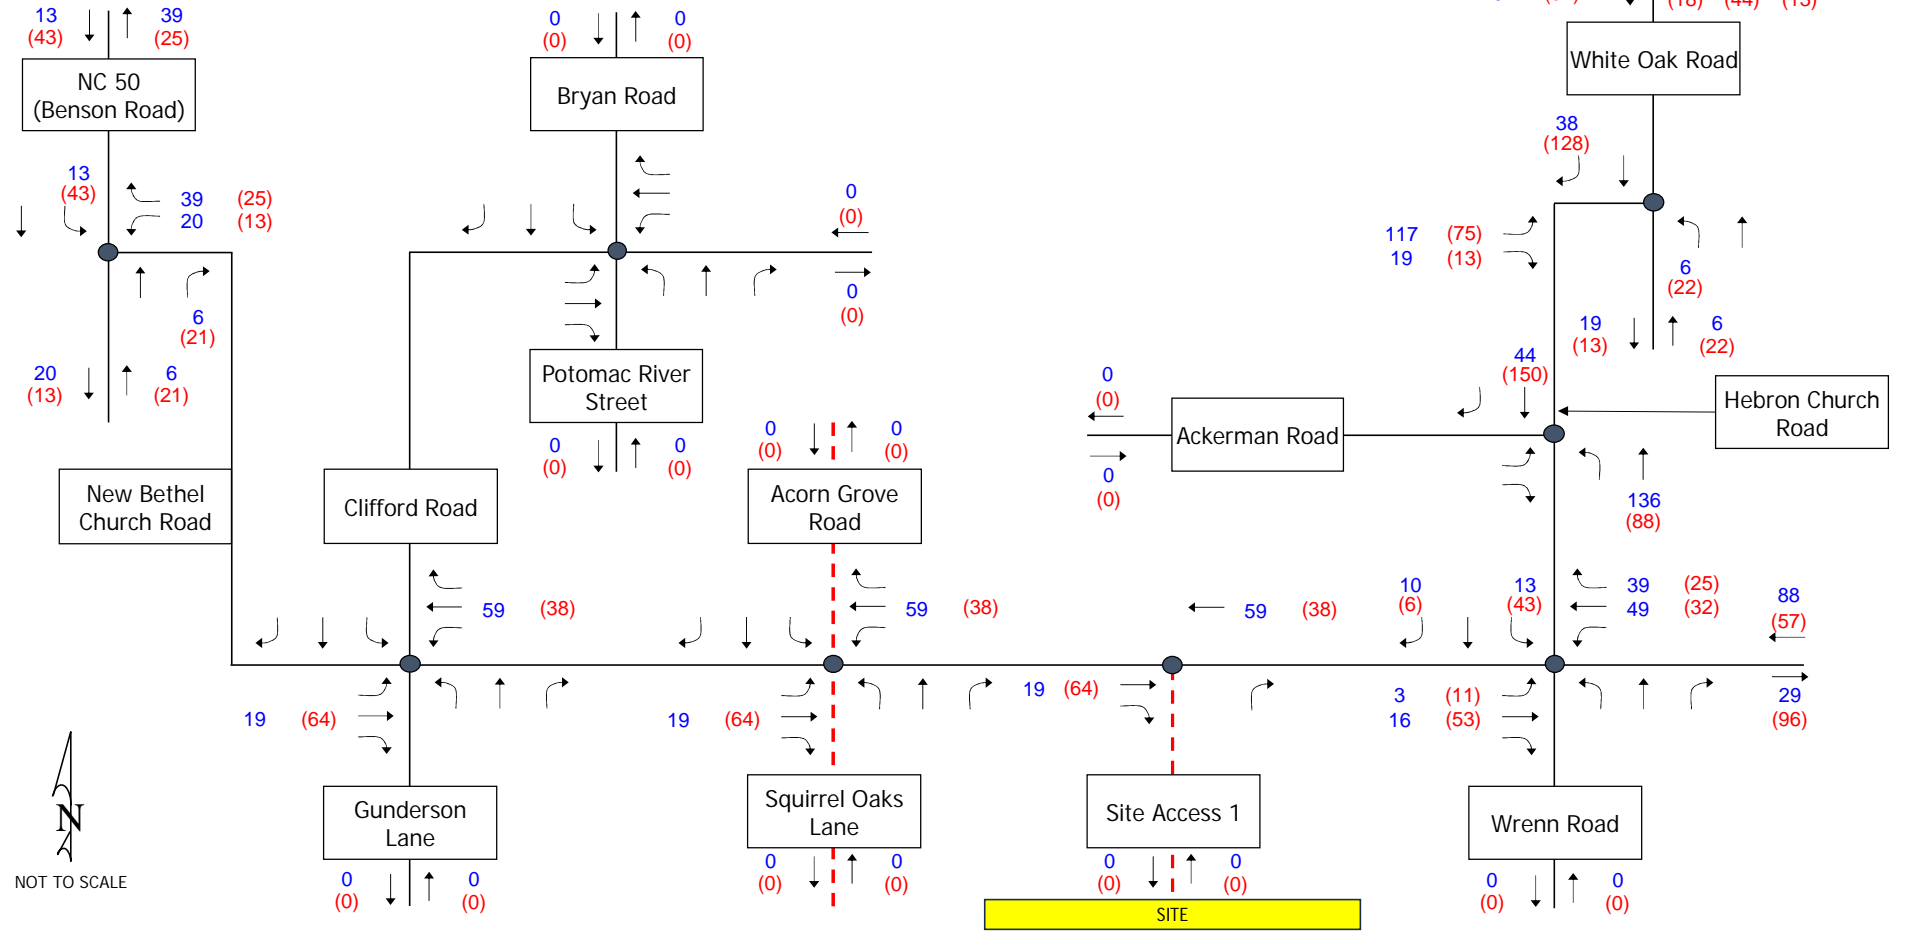 13 39
(43) (25)
0 0
(0) (0)
(18) (44) (13)
NC 50
(Benson Road)
Bryan Road
White Oak Road
38
(128)
13
(43)
39 (25)
20 (13)
0
(0)
117 (75)
19 (13)
6
(22)
0
(0)
6
(21)
19 6
(13) (22)
20 6
(13) (21)
Potomac River
Street
44
(150)
0
(0)
Hebron Church
Road
Ackerman Road
0 0
(0) (0)
0 0
(0) (0)
0
(0)
New Bethel
Church Road
Clifford Road
Acorn Grove
Road
136
(88)
59 (38)
59 (38)
59 (38)
10 13
(6) (43)
39 (25)
49 (32)
88
(57)
19 (64)
19 (64)
19 (64)
3 (11)
16 (53)
29
(96)
N
NOT TO SCALE
Gunderson
Lane
Squirrel Oaks
Lane
Site Access 1
Wrenn Road
0 0
(0) (0)
0 0
(0) (0)
0 0
(0) (0)
0 0
(0) (0)
SITE